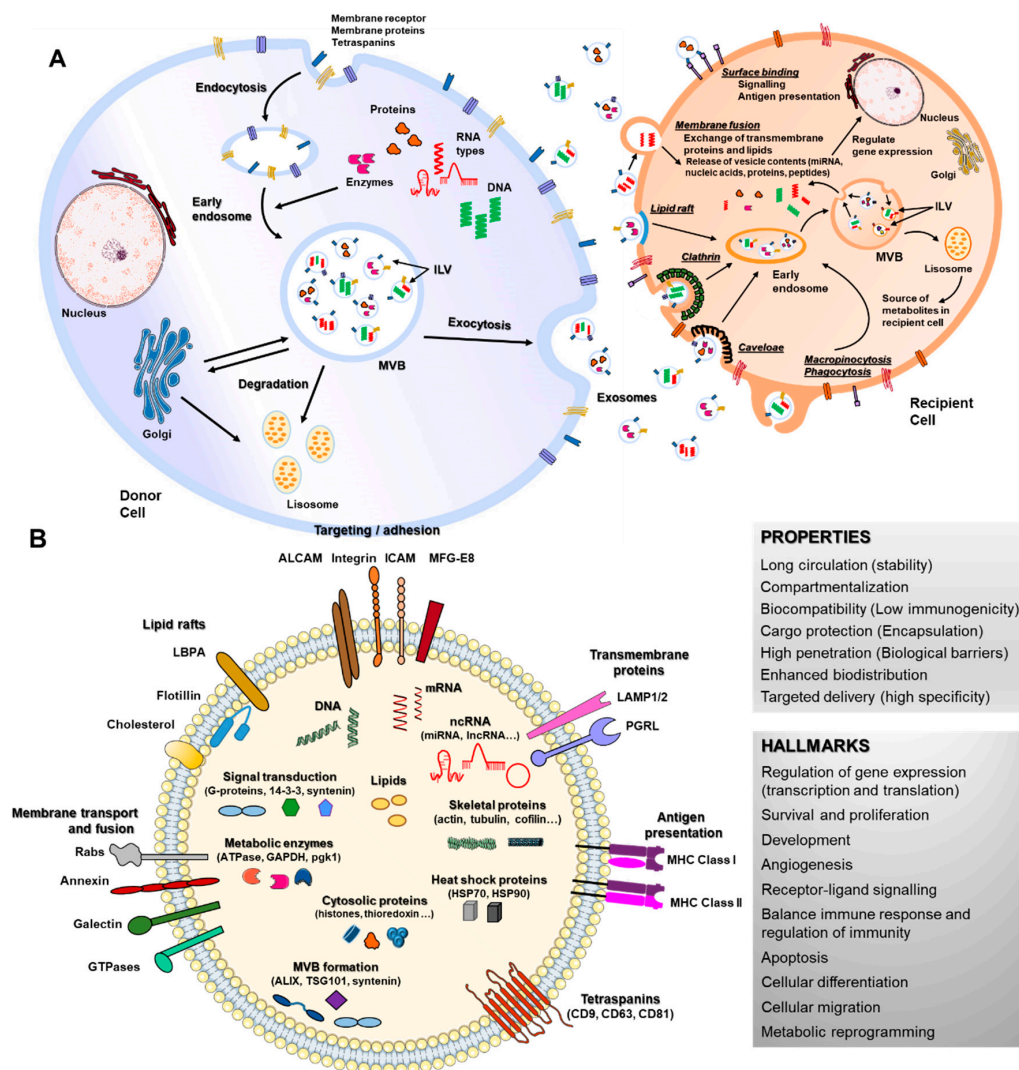 A
Membrane receptor
Membrane proteins
Tetraspanins
Endocytosis
Proteins
RNA
types
Enzymes
DNA
Early
endosome
Nucleus
ILV
Exocytosis
MVB
Degradation
Golgi
Lisosome
Donor
Cell
Exosomes
Surface binding
Signalling
Antigen presentation
Nucleus
Membrane fusion
Exchange of transmembrane
proteins and lipids
Release of vesicle contents (miRNA,
nucleic acids, proteins, peptides)
Regulate
gene expression
Golgi
Lipid raft
ILV
Clathrin
MVB
Early
endosome
Lisosome
Source of
metabolites in
recipient cell
Caveloae
Macropinocytosis
Phagocytosis
Recipient
Cell
B
Targeting / adhesion
ALCAM Integrin ICAM MFG-E8
Lipid rafts
LBPA
Flotillin
Cholesterol
Transmembrane
proteins
LAMP1/2
PGRL
DNA
mRNA
ncRNA
(miRNA, lncRNA...)
Signal transduction
(G-proteins, 14-3-3, syntenin)
Lipids
Skeletal proteins
(actin, tubulin, cofilin...)
Membrane transport
and fusion
Rabs
Annexin
Galectin
GTPases
Metabolic enzymes
(ATPase, GAPDH, pgk1)
Heat shock proteins
(HSP70, HSP90)
Cytosolic proteins
(histones, thioredoxin ...)
MVB formation
(ALIX, TSG101, syntenin)
Antigen
presentation
MHC Class I
MHC Class II
Tetraspanins
(CD9, CD63, CD81)
PROPERTIES
Long circulation (stability)
Compartmentalization
Biocompatibility (Low immunogenicity)
Cargo protection (Encapsulation)
High penetration (Biological barriers)
Enhanced biodistribution
Targeted delivery (high specificity)
HALLMARKS
Regulation of gene expression
(transcription and translation)
Survival and proliferation
Development
Angiogenesis
Receptor-ligand signalling
Balance immune response and
regulation of immunity
Apoptosis
Cellular differentiation
Cellular migration
Metabolic reprogramming